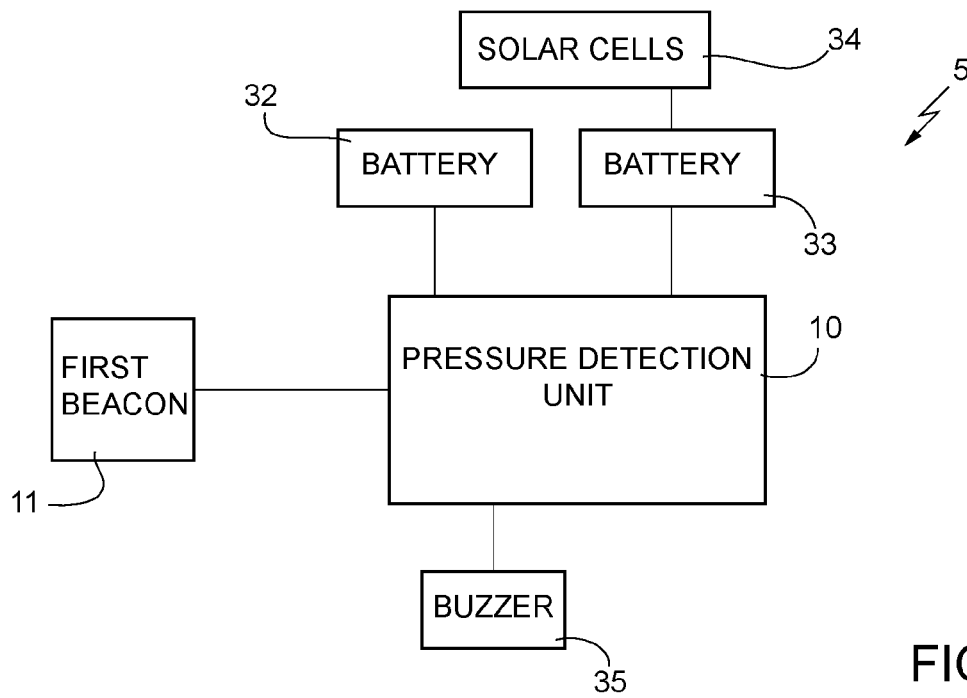 SOLAR CELLS
34
5
32
BATTERY
BATTERY
33
FIRST
BEACON
11
PRESSURE DETECTION
UNIT
10
BUZZER
35
FIG